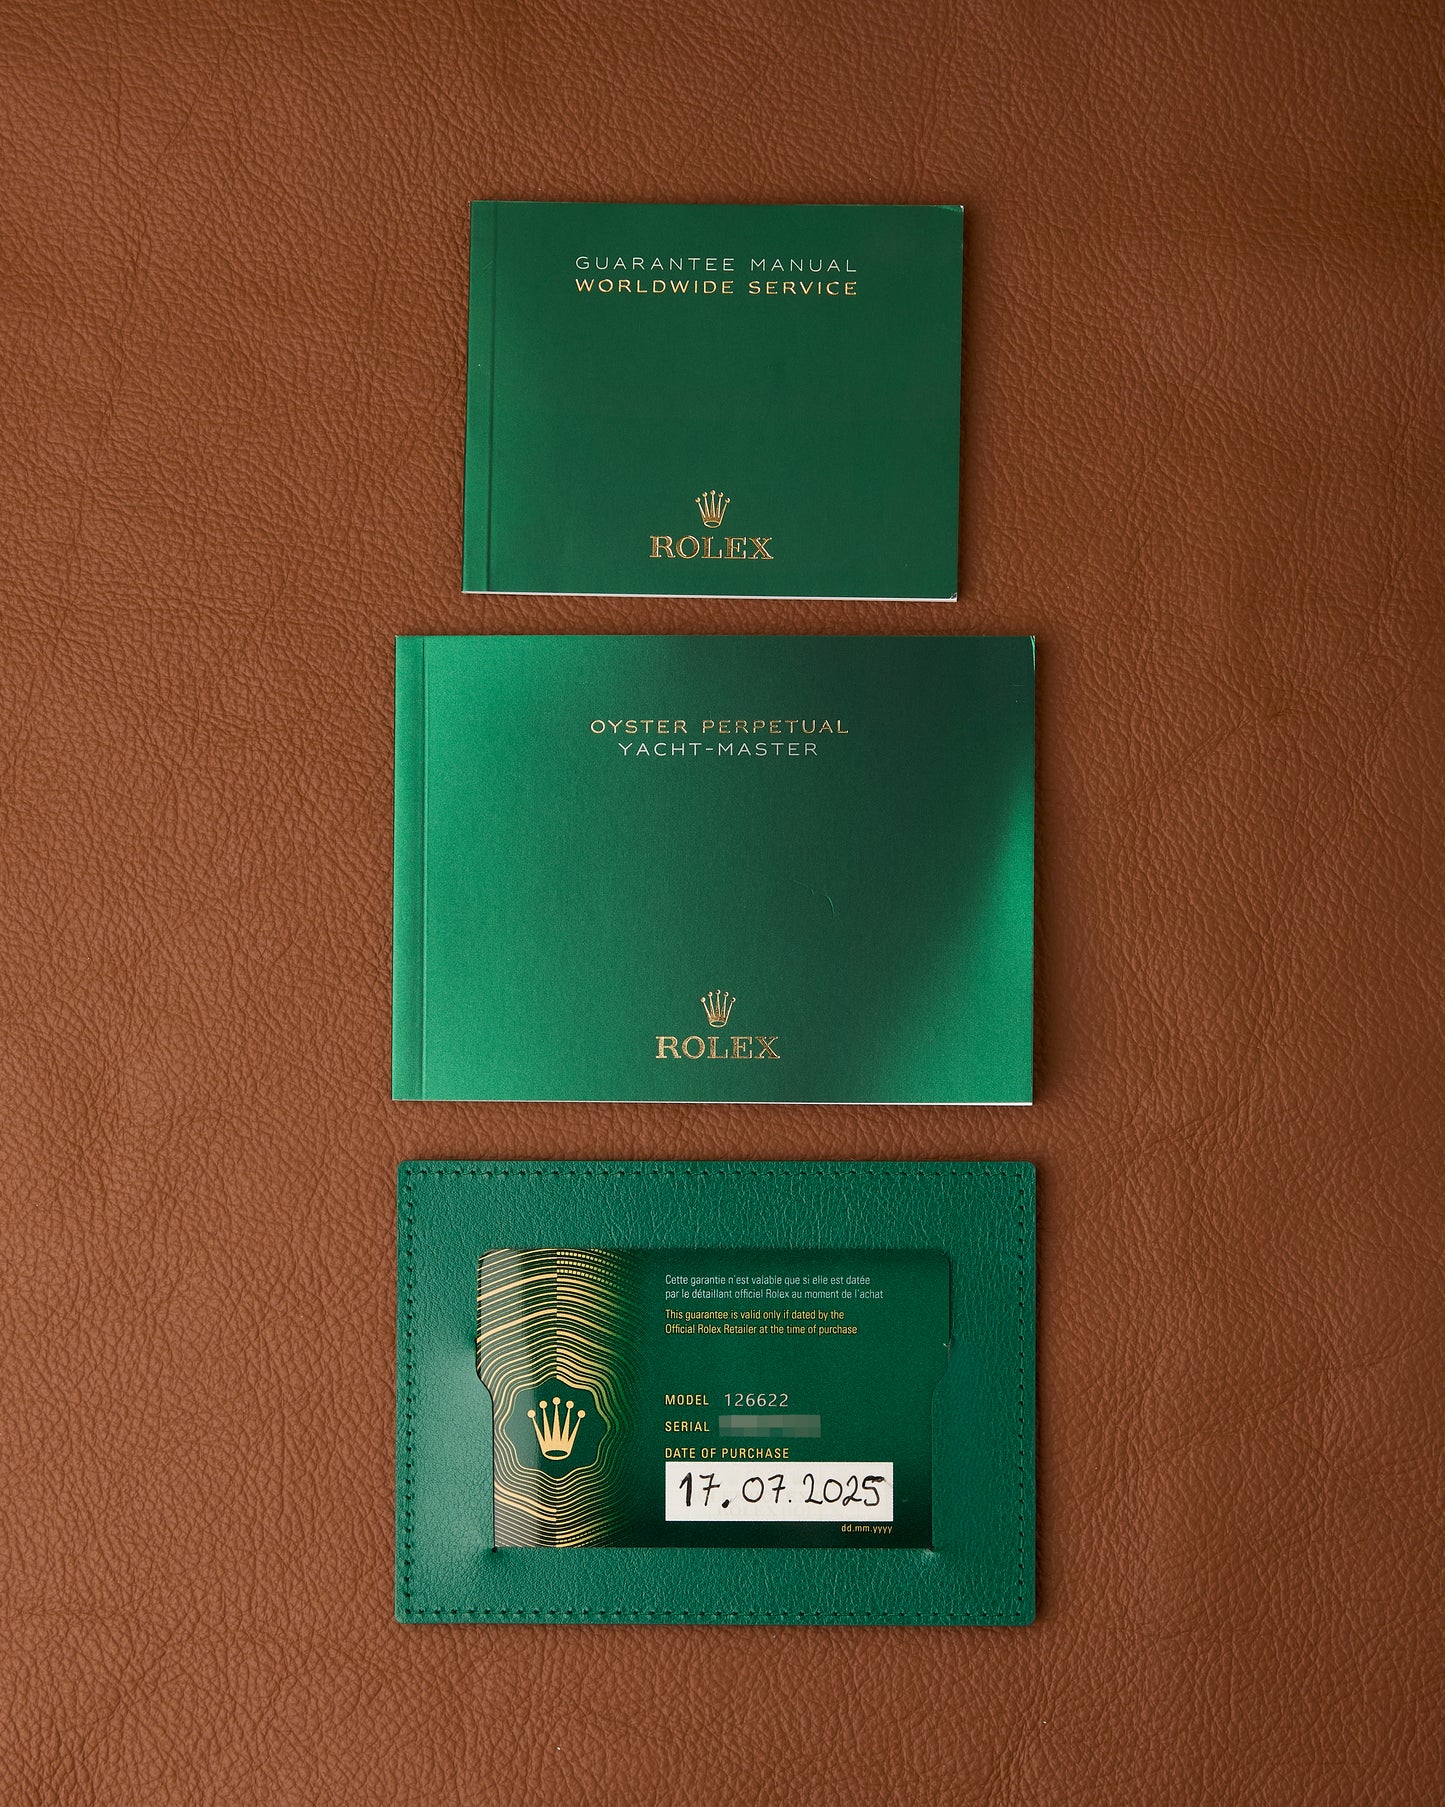 GUARANTEE MANUAL
WORLDWIDE SERVICE
ROLEX
OYSTER PERPETUAL
YACHT-MASTER
ROLEX
Cette garantie n'est valable que si elle est datée
par le détaillant officiel Rolex au moment de l'achat
This guarantee is valid only if dated by the
Official Rolex Retailer at the time of purchase
MODEL 126622
SERIAL
DATE OF PURCHASE
17.07.2025
dd.mm.yyyy